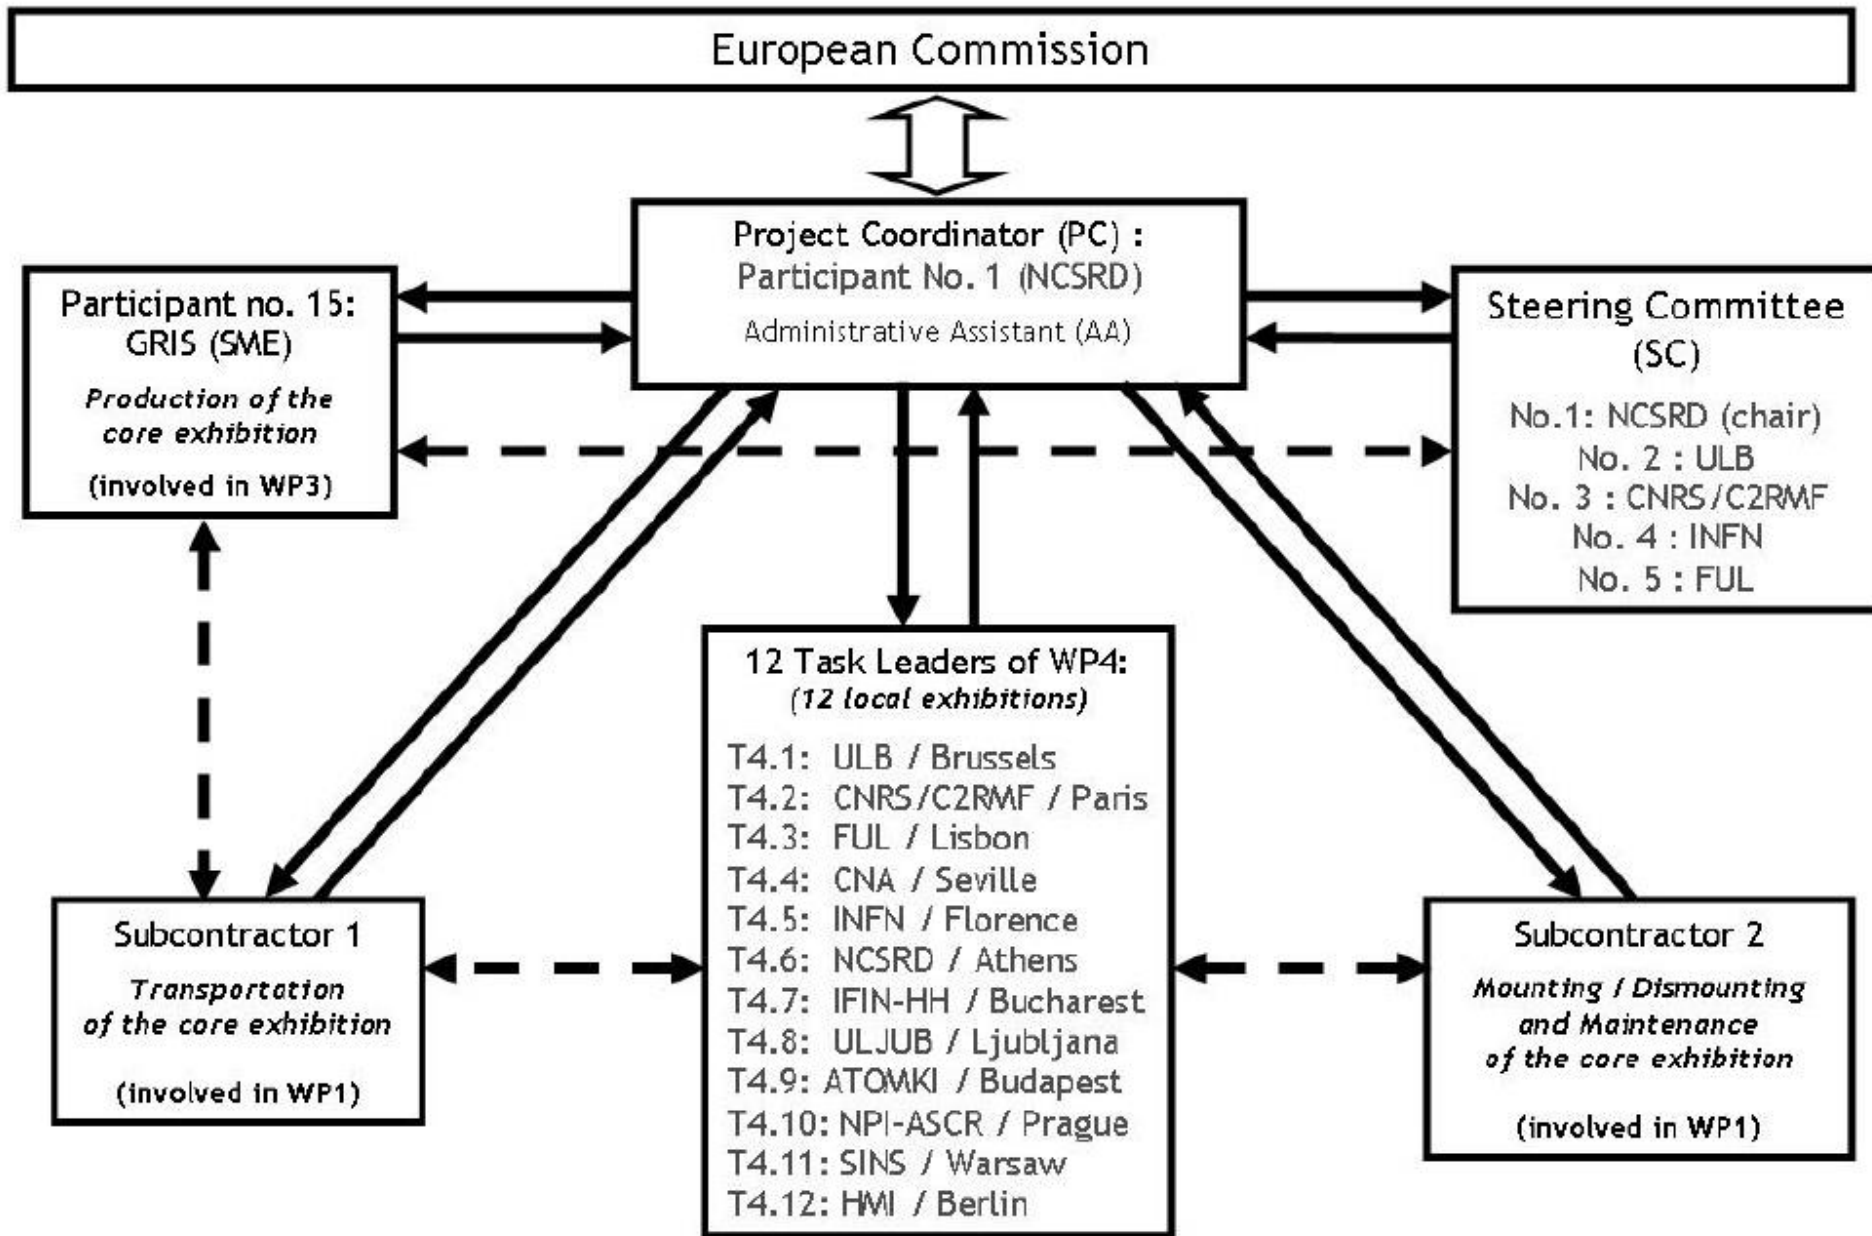 European Commission
Project Coordinator (PC) :
Participant No. 1 (NCSRD)
Administrative Assistant (AA)
Participant no. 15:
GRIS (SME)
Production of the
core exhibition
(involved in WP3)
Steering Committee
(SC)
No.1: NCSRD (chair)
No. 2 : ULB
No. 3 : CNRS/C2RMF
No. 4 : INFN
No. 5 : FUL
12 Task Leaders of WP4:
(12 local exhibitions)
T4.1: ULB / Brussels
T4.2: CNRS/C2RMF / Paris
T4.3: FUL / Lisbon
T4.4: CNA / Seville
T4.5: INFN / Florence
T4.6: NCSRD / Athens
T4.7: IFIN-HH / Bucharest
T4.8: ULJUB / Ljubljana
T4.9: ATOMKI / Budapest
T4.10: NPI-ASCR / Prague
T4.11: SINS / Warsaw
T4.12: HMI / Berlin
Subcontractor 1
Transportation
of the core exhibition
(involved in WP1)
Subcontractor 2
Mounting / Dismounting
and Maintenance
of the core exhibition
(involved in WP1)